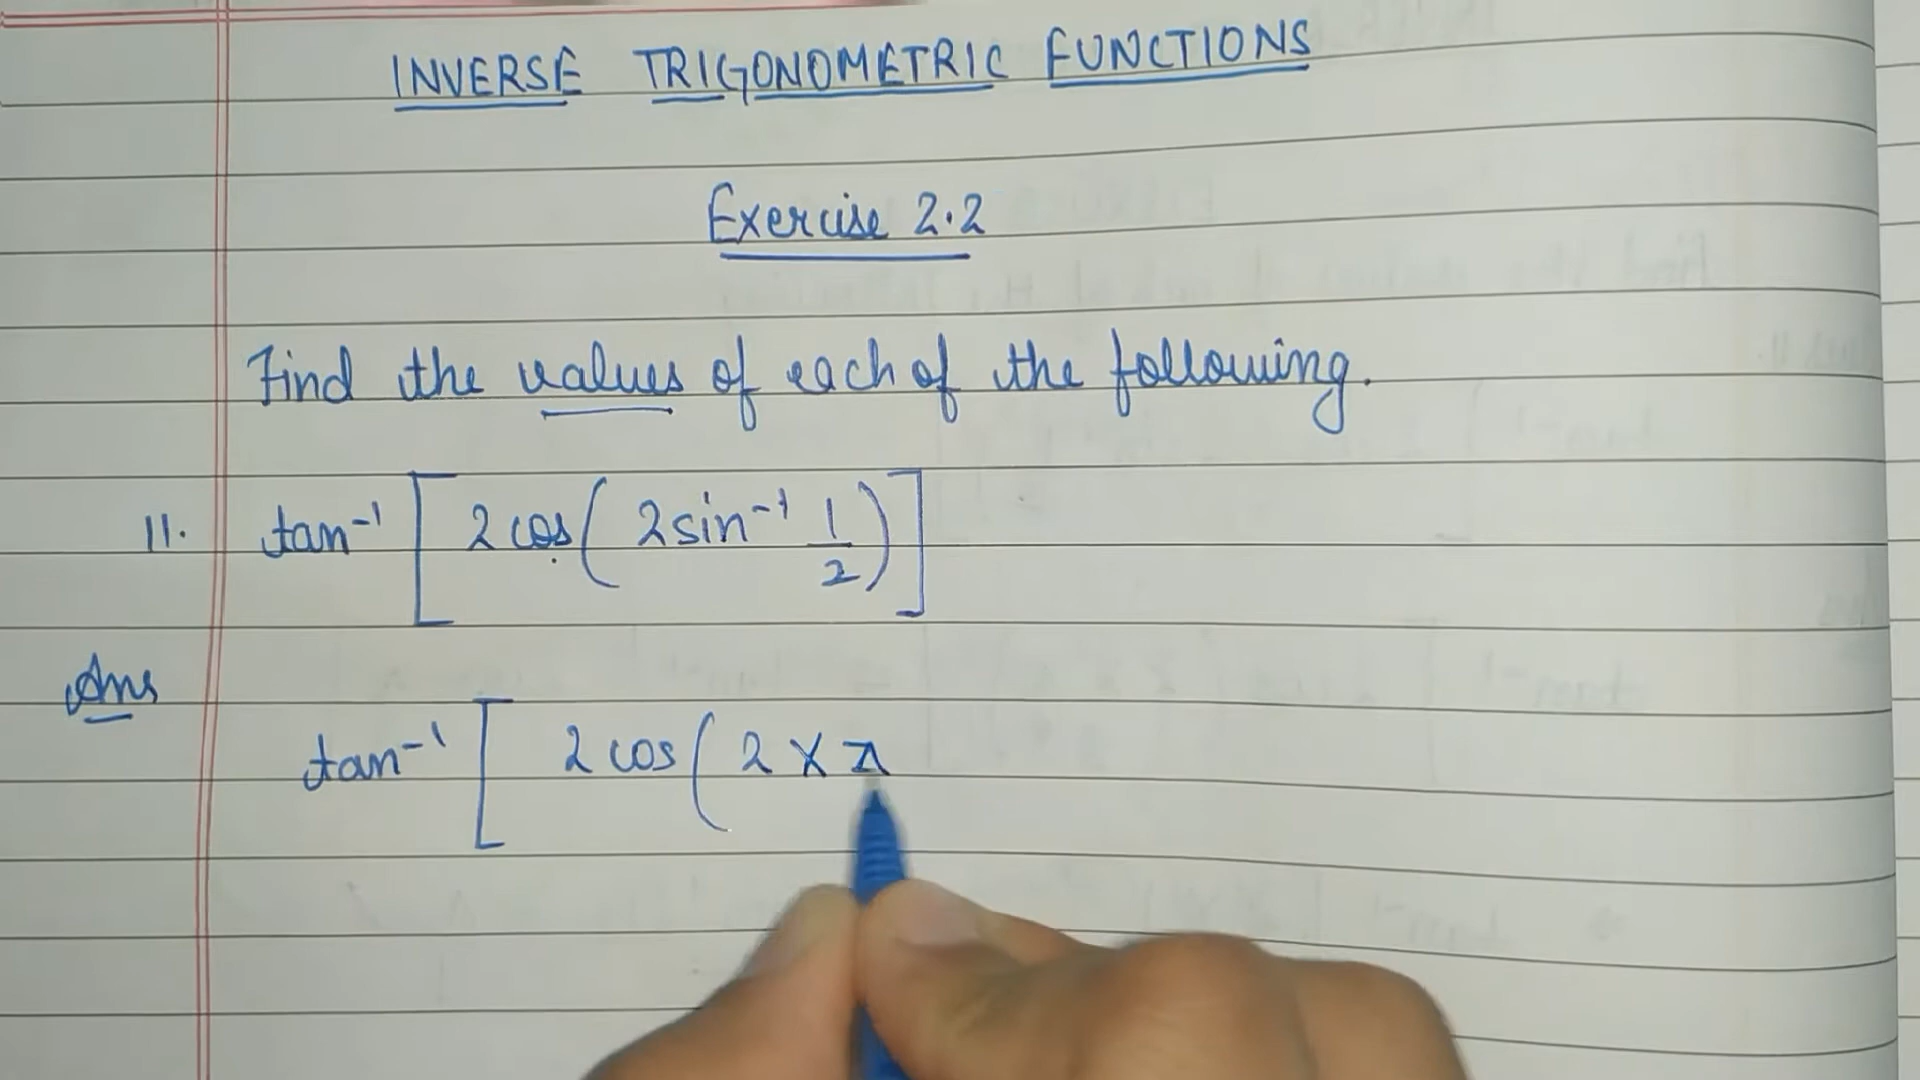 INVERSE TRIGONOMETRIC FUNCTIONS
Exercise 2.2
Find the values of each of the following.
11. tan⁻¹ [ 2 cos ( 2 sin⁻¹ 1/2 ) ]
Ans
tan⁻¹ [ 2 cos ( 2 × π